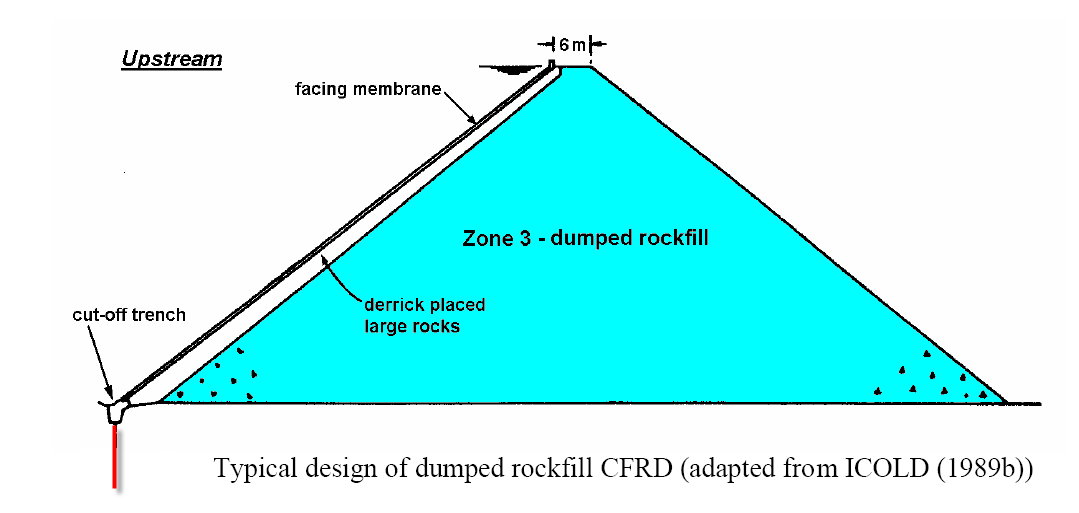 Upstream
6 m
facing membrane
Zone 3 - dumped rockfill
derrick placed
large rocks
cut-off trench
Typical design of dumped rockfill CFRD (adapted from ICOLD (1989b))